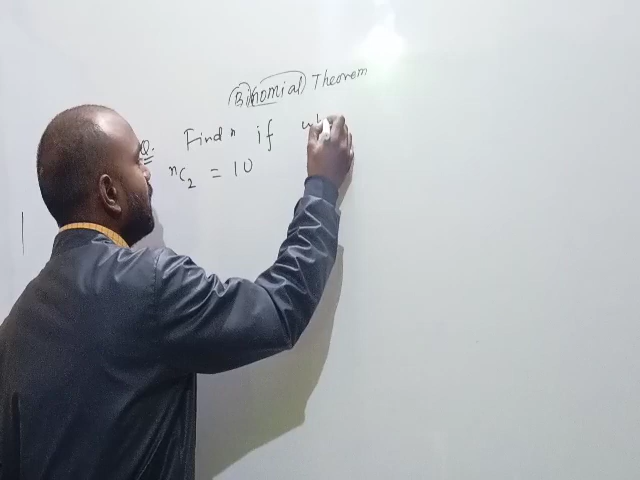 Binomial Theorem
Q. Find n if
ⁿC₂ = 10